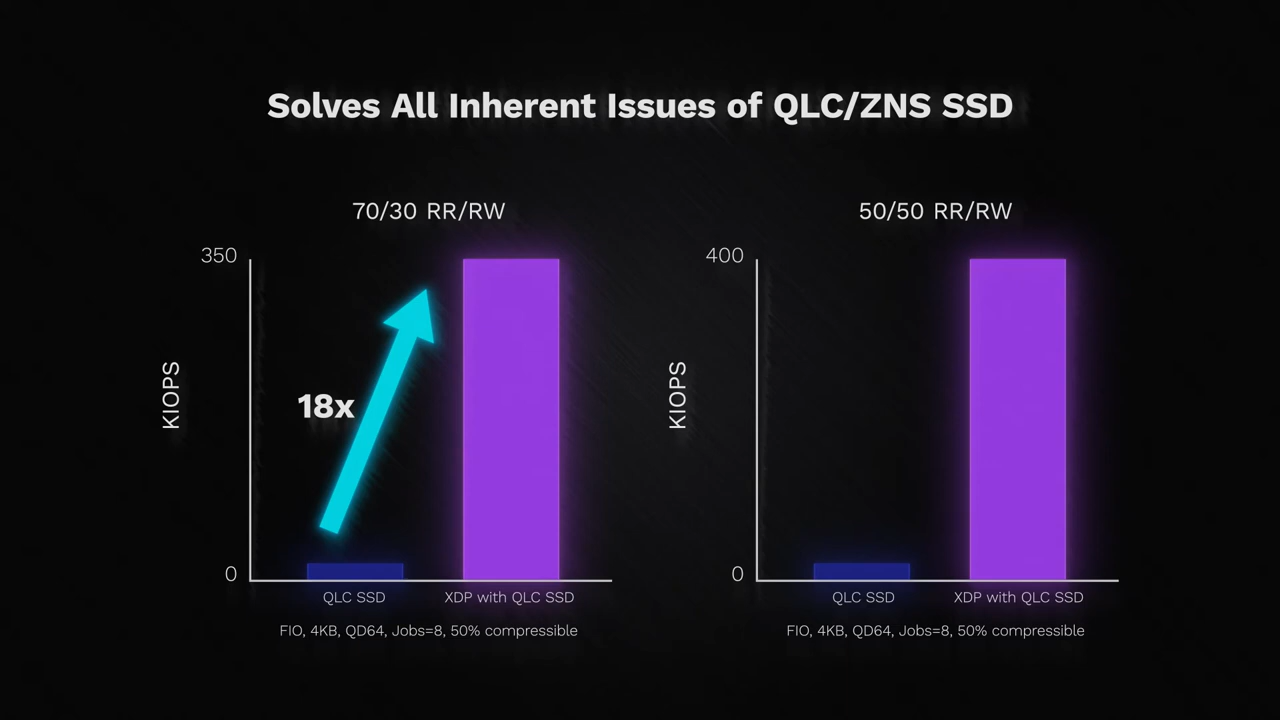 Solves All Inherent Issues of QLC/ZNS SSD
70/30 RR/RW
350
KIOPS
18x
0
QLC SSD
XDP with QLC SSD
FIO, 4KB, QD64, Jobs=8, 50% compressible
50/50 RR/RW
400
KIOPS
0
QLC SSD
XDP with QLC SSD
FIO, 4KB, QD64, Jobs=8, 50% compressible